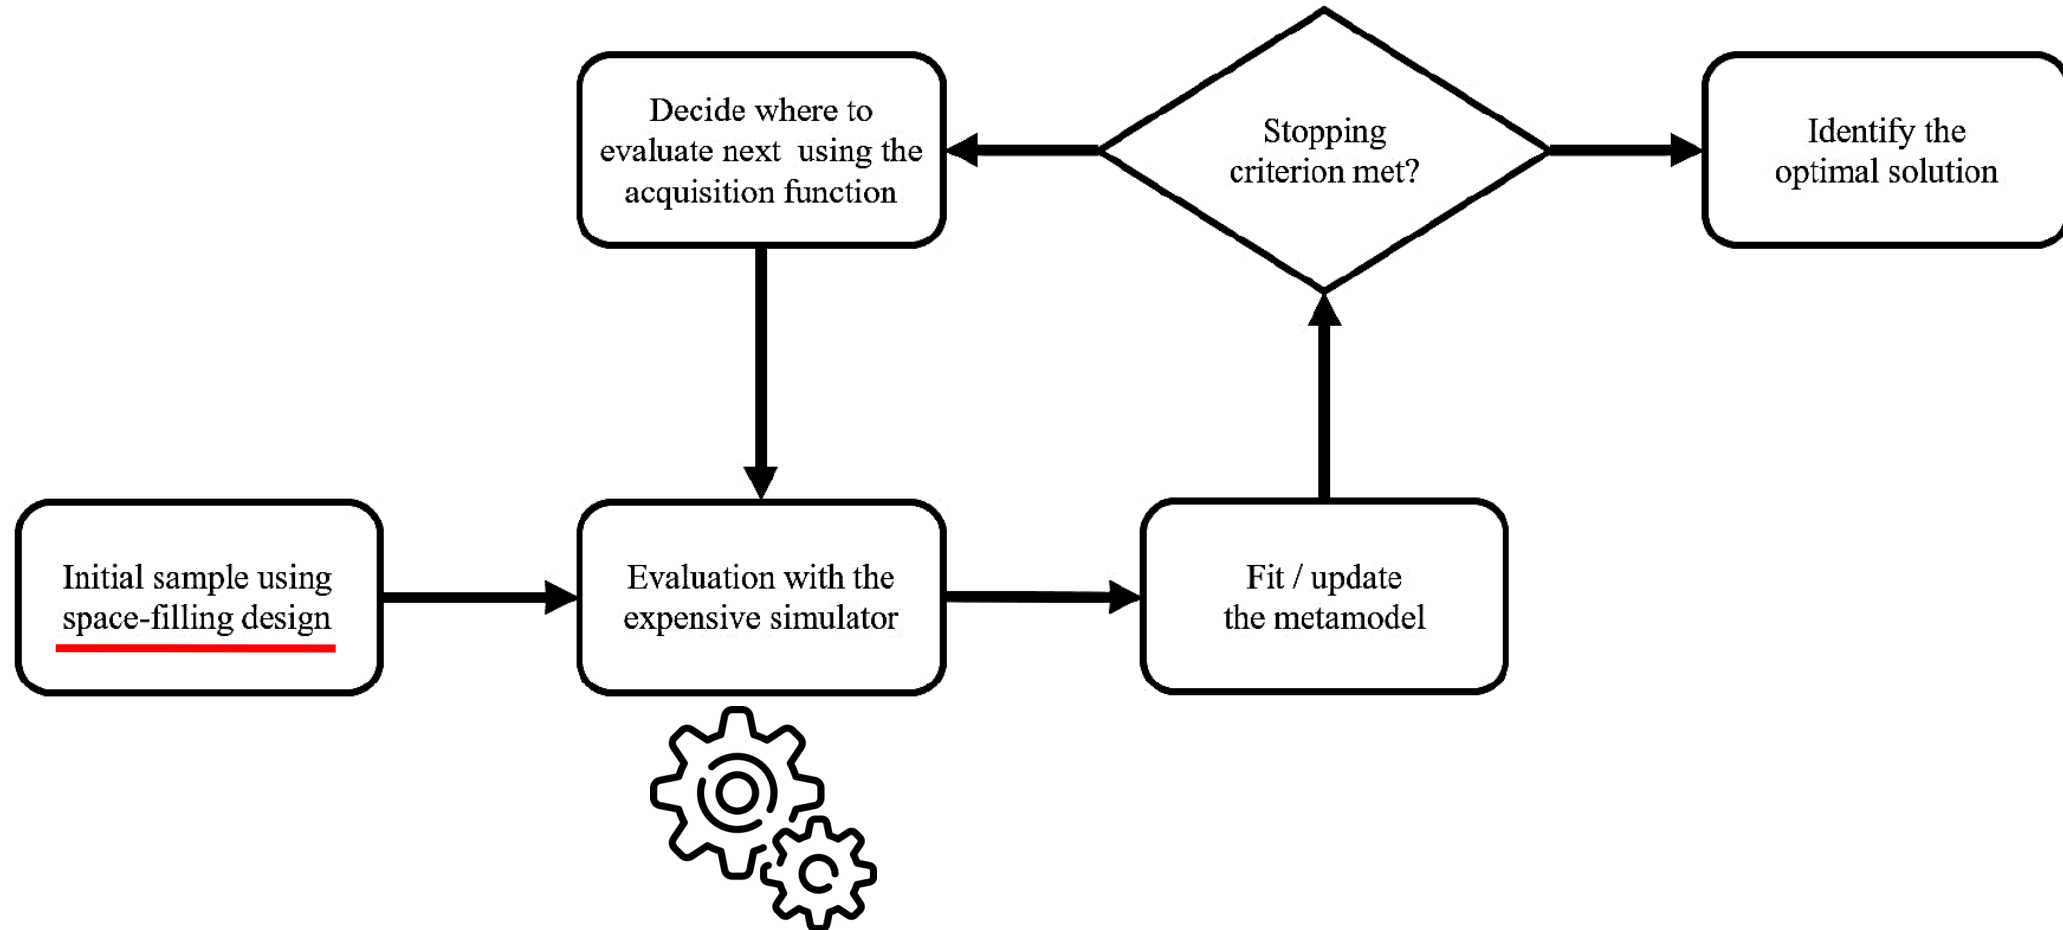 Decide where to
evaluate next  using the
acquisition function
Stopping
criterion met?
Identify the
optimal solution
Initial sample using
space-filling design
Evaluation with the
expensive simulator
Fit / update
the metamodel